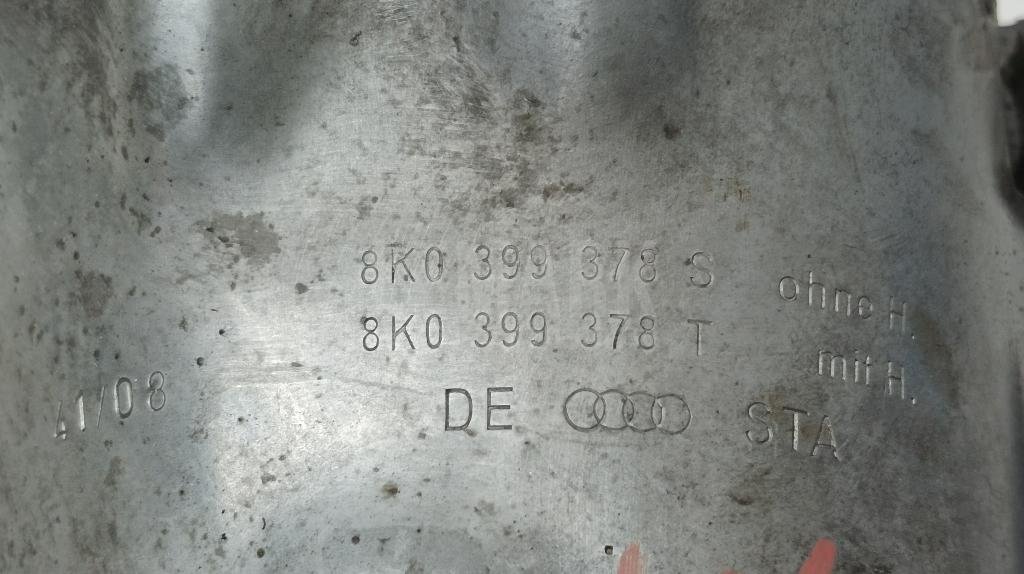 8K0 399 378 S ohne H.
8K0 399 378 T mit H.
41/08
DE STA